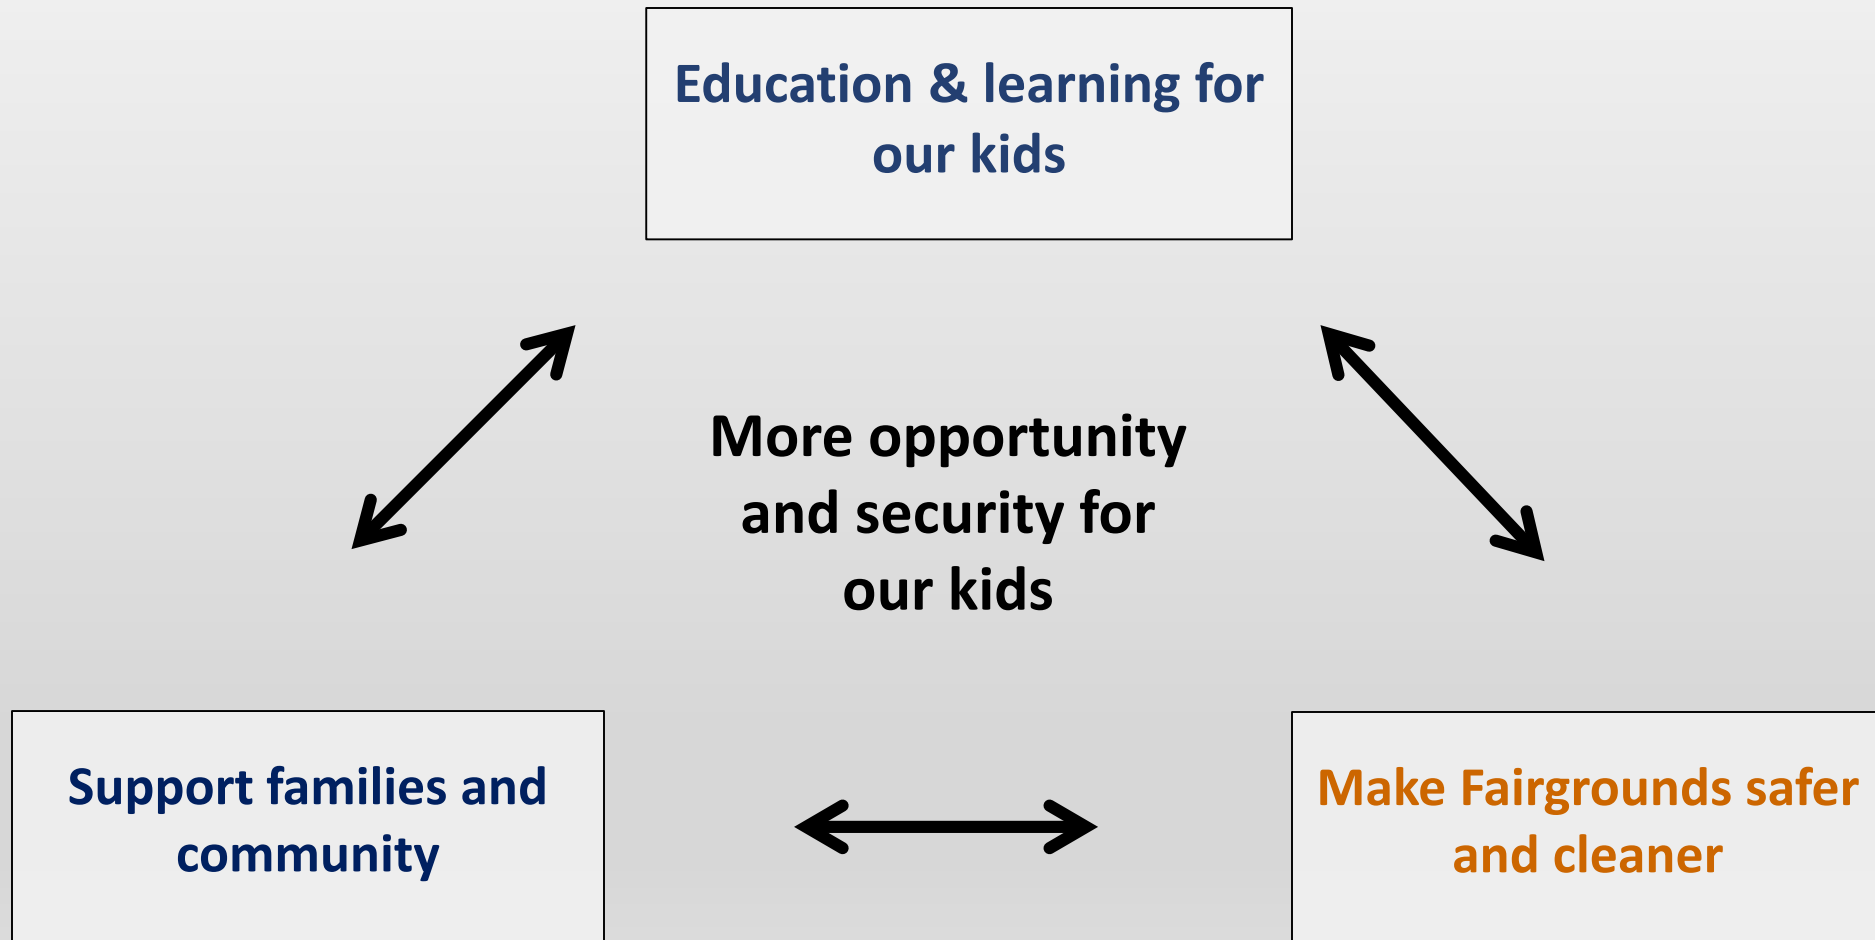 Education & learning for
our kids
More opportunity
and security for
our kids
Support families and
community
Make Fairgrounds safer
and cleaner